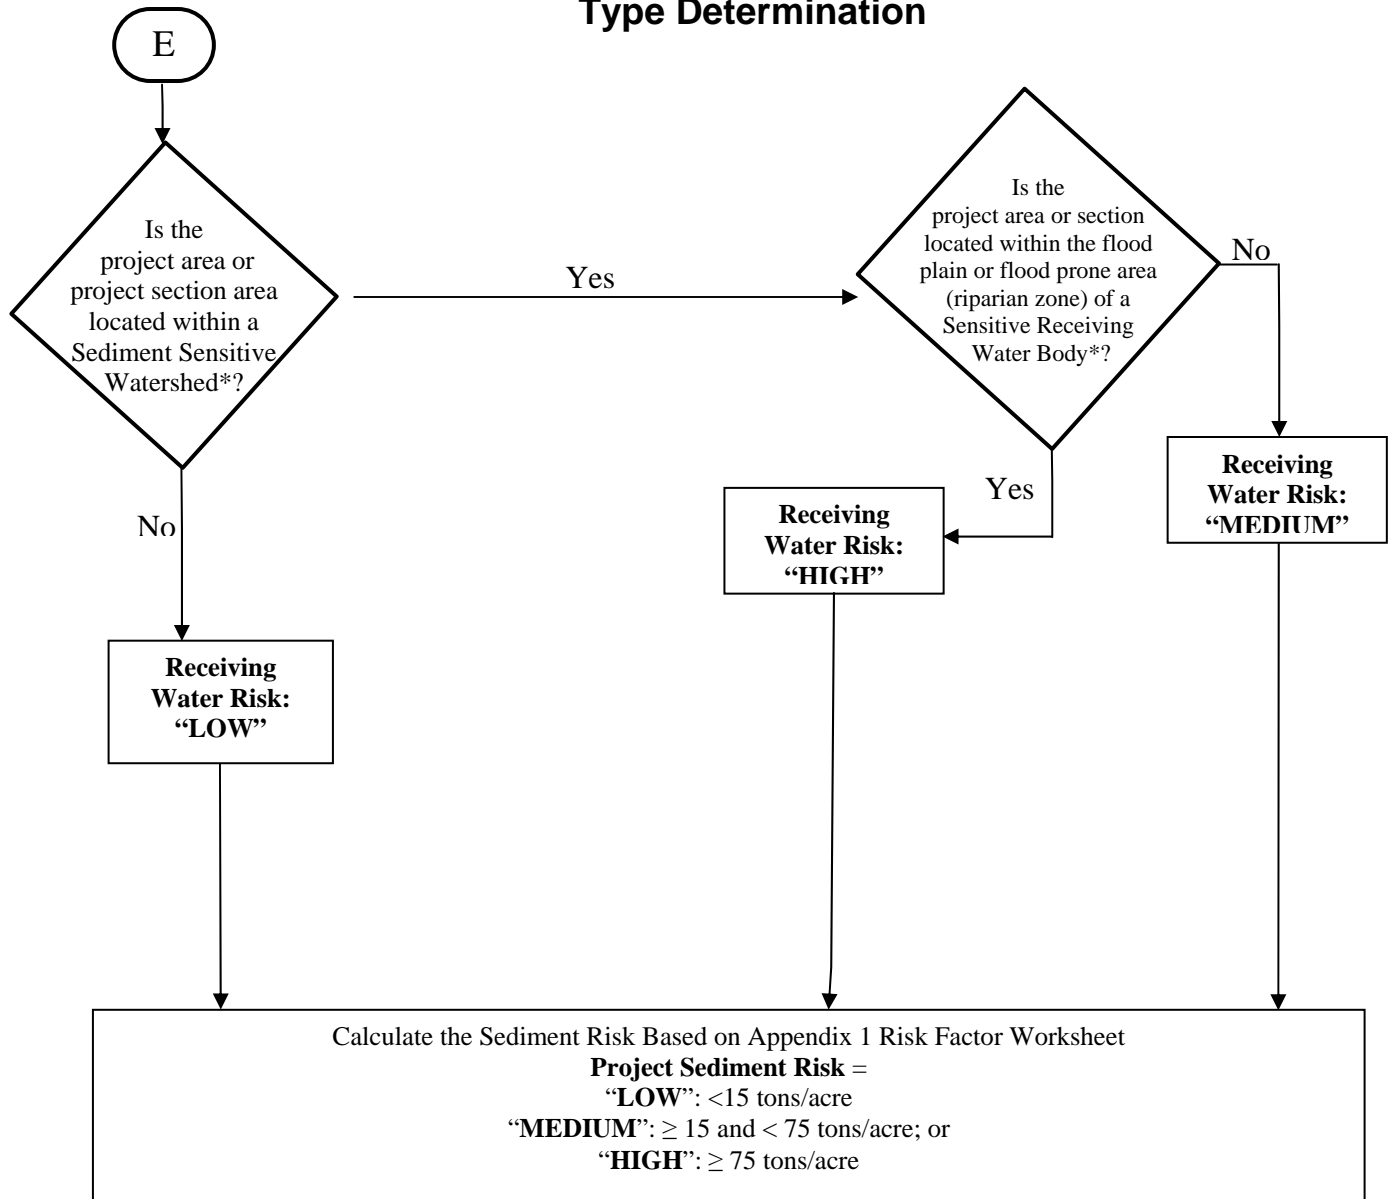 Type Determination
E
Is the
project area or
project section area
located within a
Sediment Sensitive
Watershed*?
Yes
Is the
project area or section
located within the flood
plain or flood prone area
(riparian zone) of a
Sensitive Receiving
Water Body*?
No
Receiving
Water Risk:
“MEDIUM”
Yes
Receiving
Water Risk:
“HIGH”
No
Receiving
Water Risk:
“LOW”
Calculate the Sediment Risk Based on Appendix 1 Risk Factor Worksheet
Project Sediment Risk =
“LOW”: <15 tons/acre
“MEDIUM”: ≥ 15 and < 75 tons/acre; or
“HIGH”: ≥ 75 tons/acre